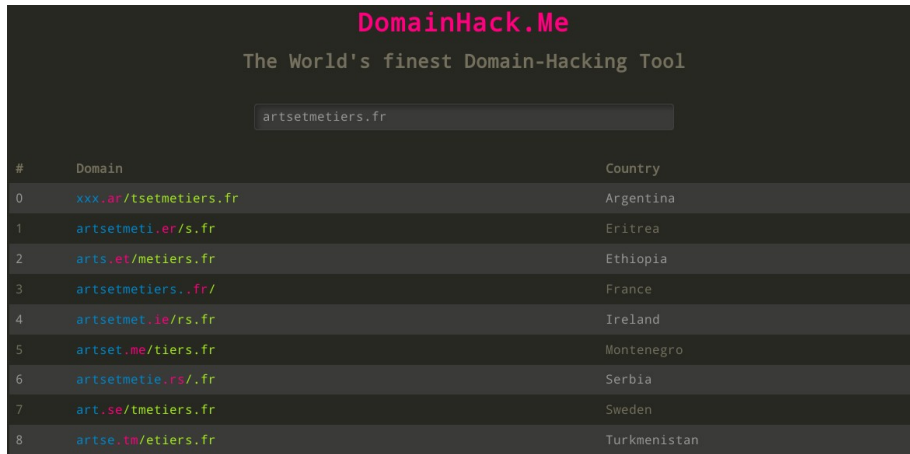 DomainHack.Me
The World's finest Domain-Hacking Tool
artsetmetiers.fr
# Domain Country
0 xxx.ar/tsetmetiers.fr Argentina
1 artsetmeti.er/s.fr Eritrea
2 arts.et/metiers.fr Ethiopia
3 artsetmetiers..fr/ France
4 artsetmet.ie/rs.fr Ireland
5 artset.me/tiers.fr Montenegro
6 artsetmetie.rs/.fr Serbia
7 art.se/tmetiers.fr Sweden
8 artse.tm/etiers.fr Turkmenistan